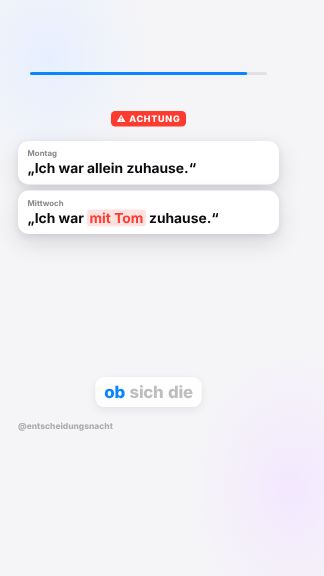 ⚠ ACHTUNG
Montag
„Ich war allein zuhause.“
Mittwoch
„Ich war mit Tom zuhause.“
ob sich die
@entscheidungsnacht